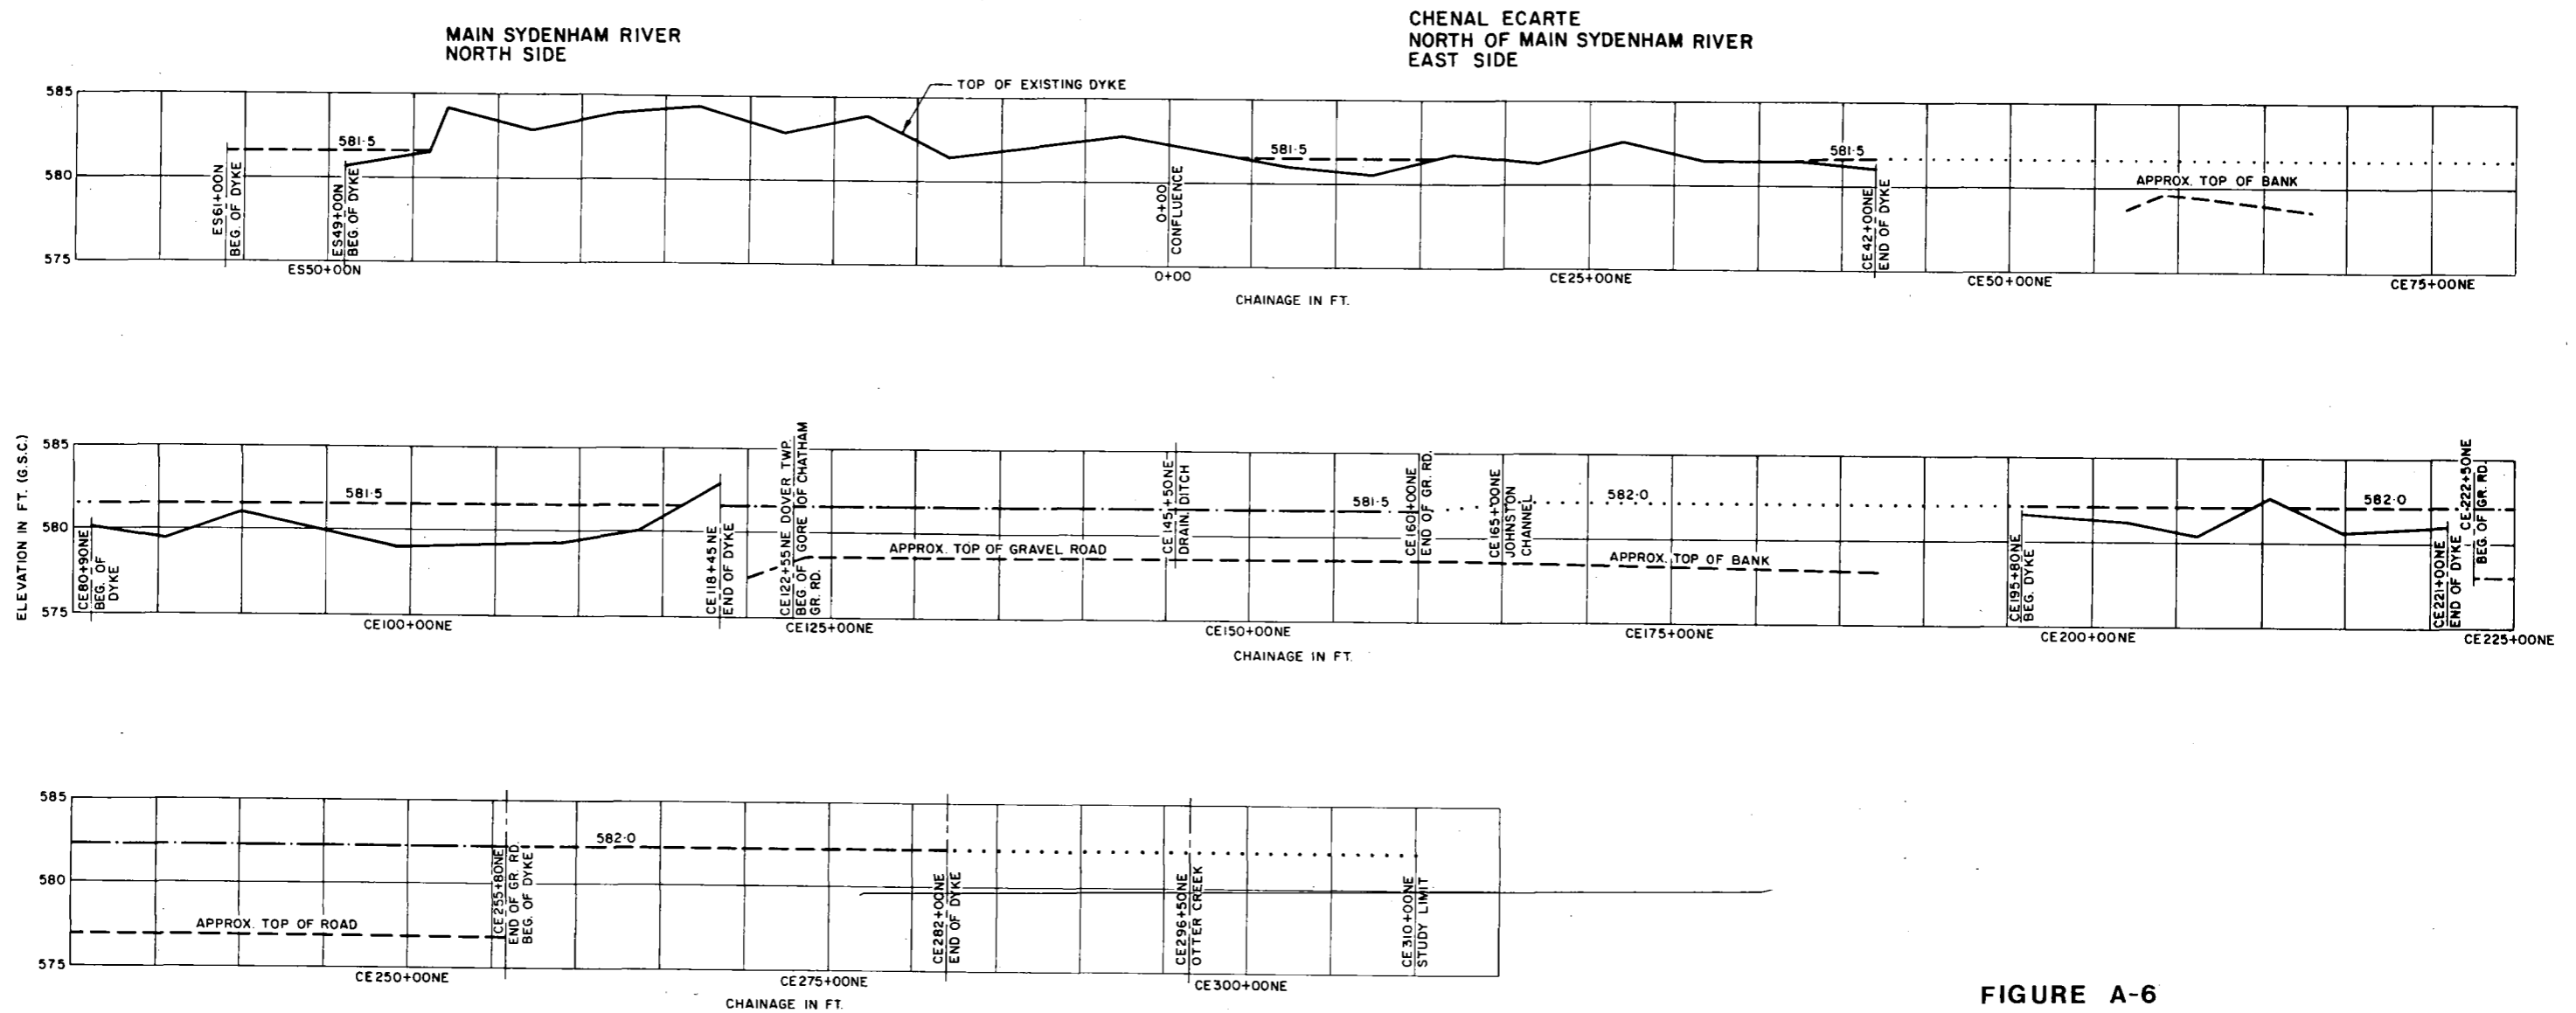 MAIN SYDENHAM RIVER
NORTH SIDE
CHENAL ECARTE
NORTH OF MAIN SYDENHAM RIVER
EAST SIDE
TOP OF EXISTING DYKE
585
580
575
581·5
581·5
581·5
ES61+00N
BEG. OF DYKE
ES49+00N
BEG. OF DYKE
0+00
CONFLUENCE
CE42+00NE
END OF DYKE
APPROX. TOP OF BANK
ES50+00N
0+00
CE25+00NE
CE50+00NE
CE75+00NE
CHAINAGE IN FT.
ELEVATION IN FT. (G.S.C.)
585
580
575
581·5
581·5
582·0
582·0
CE80+90NE
BEG. OF
DYKE
CE118+45NE
END OF DYKE
CE122+55NE DOVER TWP.
BEG OF GORE OF CHATHAM
GR. RD.
APPROX. TOP OF GRAVEL ROAD
CE145+50NE
DRAIN. DITCH
CE160+00NE
END OF GR. RD.
CE165+00NE
JOHNSTON
CHANNEL
APPROX. TOP OF BANK
CE195+80NE
BEG. DYKE
CE221+00NE
END OF DYKE
CE222+50NE
BEG. OF GR. RD.
CE100+00NE
CE125+00NE
CE150+00NE
CE175+00NE
CE200+00NE
CE225+00NE
CHAINAGE IN FT.
585
580
575
582·0
APPROX. TOP OF ROAD
CE255+80NE
END OF GR. RD.
BEG. OF DYKE
CE282+00NE
END OF DYKE
CE296+50NE
OTTER CREEK
CE310+00NE
STUDY LIMIT
CE250+00NE
CE275+00NE
CE300+00NE
CHAINAGE IN FT.
FIGURE A-6